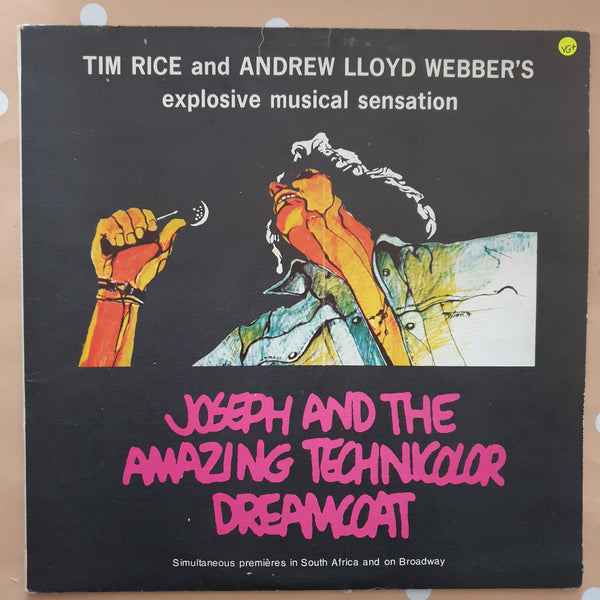 VG+
TIM RICE and ANDREW LLOYD WEBBER'S
explosive musical sensation
JOSEPH AND THE
AMAZING TECHNICOLOR
DREAMCOAT
Simultaneous premières in South Africa and on Broadway